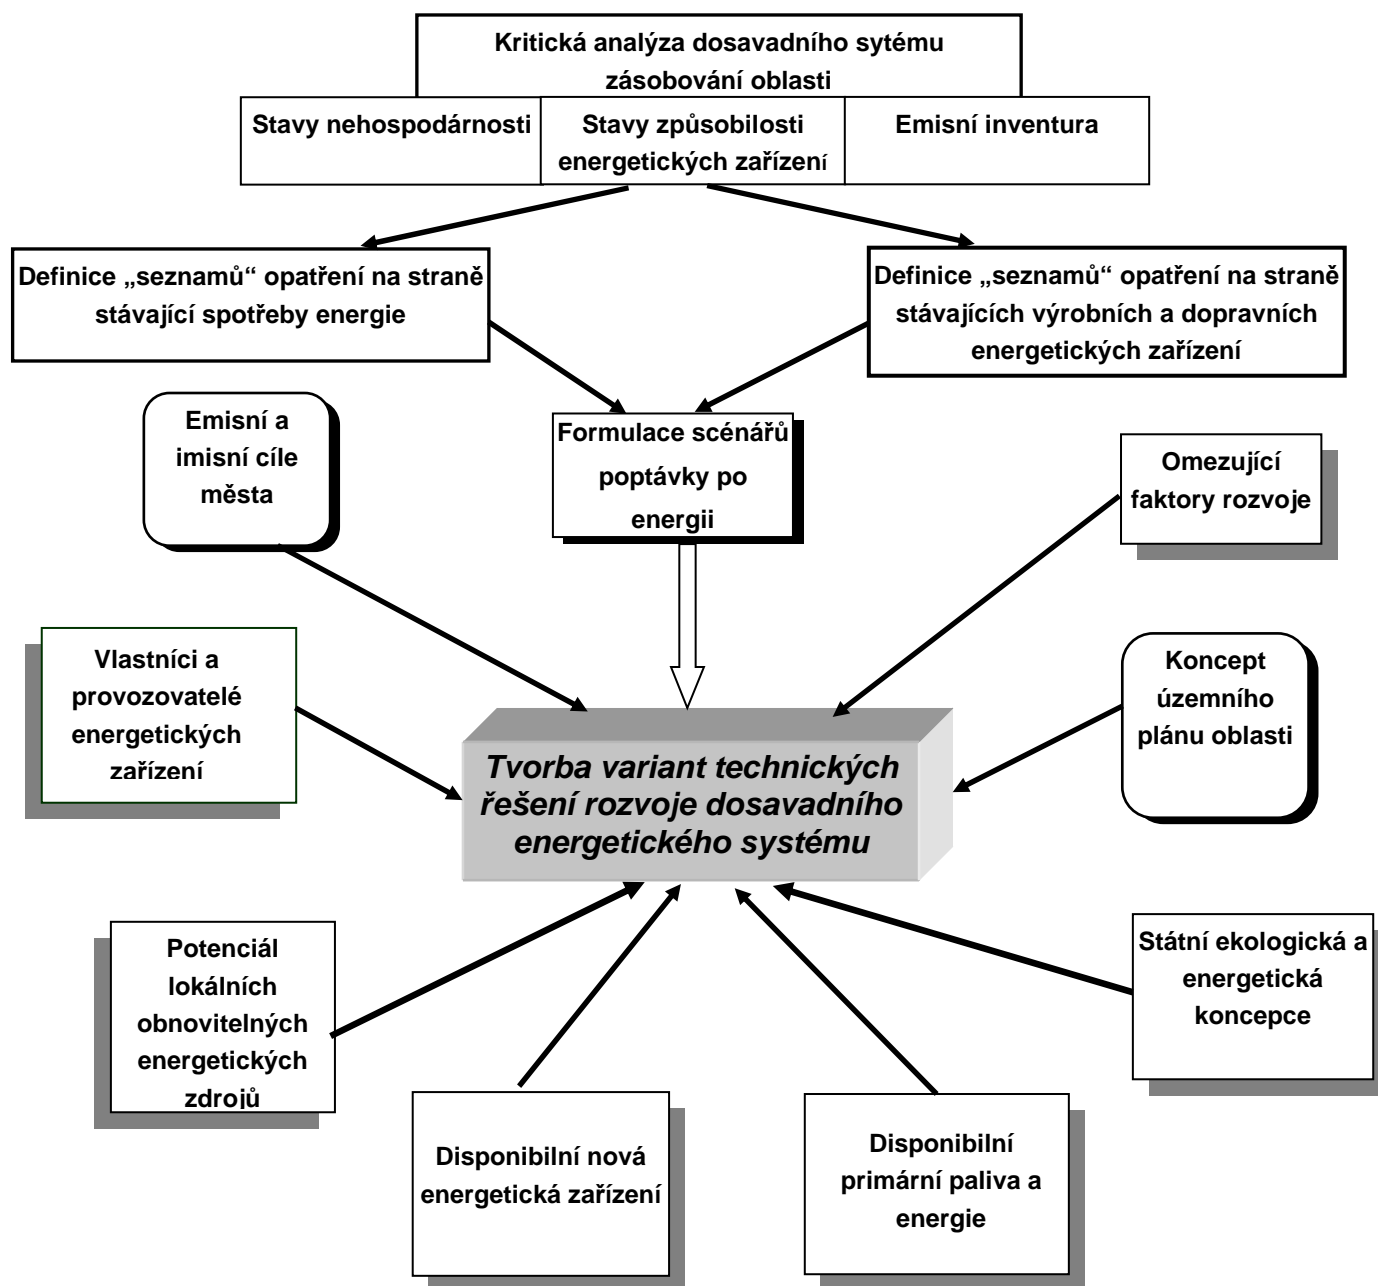 Kritická analýza dosavadního sytému
zásobování oblasti
Stavy nehospodárnosti
Stavy způsobilosti
energetických zařízení
Emisní inventura
Definice „seznamů“ opatření na straně
stávající spotřeby energie
Definice „seznamů“ opatření na straně
stávajících výrobních a dopravních
energetických zařízení
Emisní a
imisní cíle
města
Formulace scénářů
poptávky po
energii
Omezující
faktory rozvoje
Vlastníci a
provozovatelé
energetických
zařízení
Koncept
územního
plánu oblasti
Tvorba variant technických
řešení rozvoje dosavadního
energetického systému
Potenciál
lokálních
obnovitelných
energetických
zdrojů
Státní ekologická a
energetická
koncepce
Disponibilní nová
energetická zařízení
Disponibilní
primární paliva a
energie